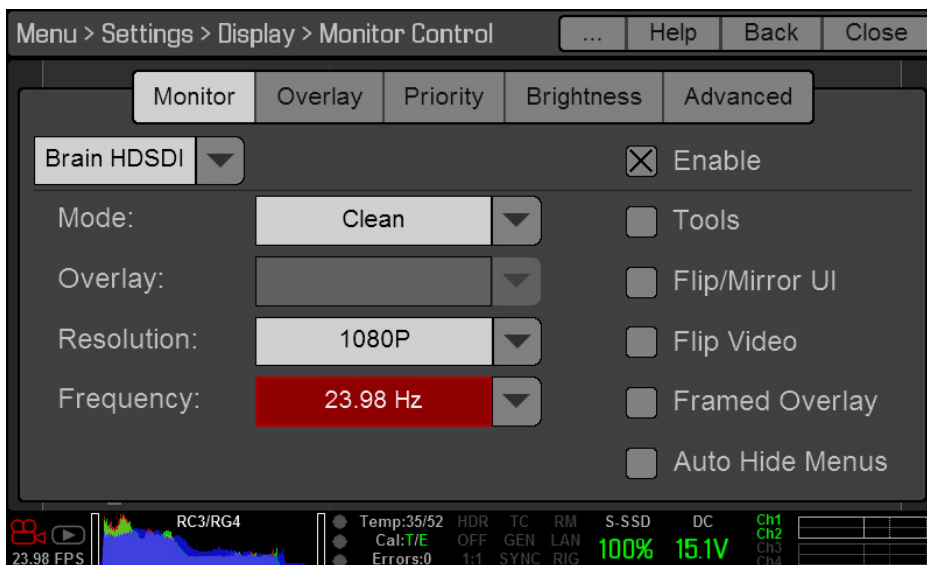 Menu > Settings > Display > Monitor Control ... Help Back Close
Monitor Overlay Priority Brightness Advanced
Brain HDSDI Enable
Mode: Clean Tools
Overlay: Flip/Mirror UI
Resolution: 1080P Flip Video
Frequency: 23.98 Hz Framed Overlay
Auto Hide Menus
RC3/RG4 Temp:35/52 HDR TC RM S-SSD DC Ch1
Cal:T/E OFF GEN LAN 100% 15.1V Ch2
Ch3
23.98 FPS Errors:0 1:1 SYNC RIG Ch4